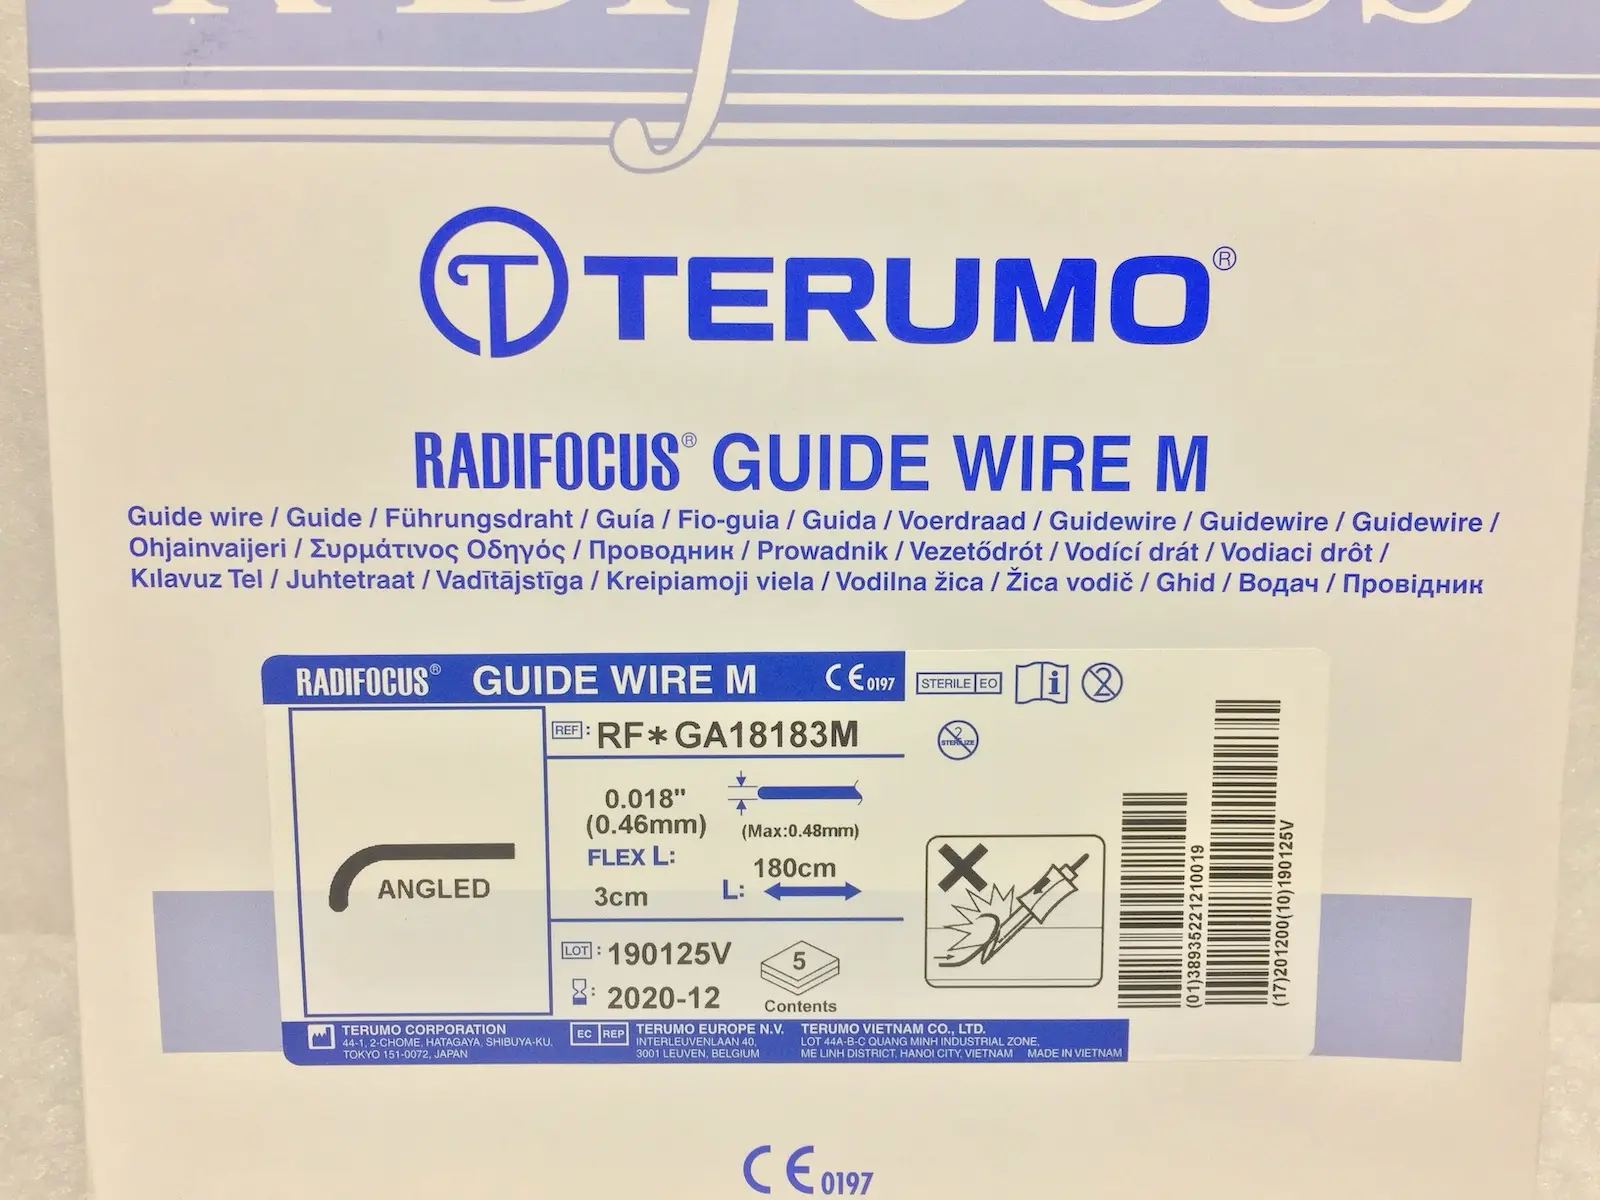 RADIFOCUS
TERUMO®
RADIFOCUS® GUIDE WIRE M
Guide wire / Guide / Führungsdraht / Guía / Fio-guia / Guida / Voerdraad / Guidewire / Guidewire / Guidewire /
Ohjainvaijeri / Συρμάτινος Οδηγός / Проводник / Prowadnik / Vezetődrót / Vodící drát / Vodiaci drôt /
Kılavuz Tel / Juhtetraat / Vadītājstīga / Kreipiamoji viela / Vodilna žica / Žica vodič / Ghid / Водач / Провідник
RADIFOCUS® GUIDE WIRE M CE 0197
STERILE EO
i
2
REF : RF*GA18183M
2
STERILIZE
0.018"
(0.46mm)
(Max:0.48mm)
FLEX L:
3cm
180cm
L:
ANGLED
LOT : 190125V
: 2020-12
5
Contents
(01)38935221210019
(17)201200(10)190125V
TERUMO CORPORATION
44-1, 2-CHOME, HATAGAYA, SHIBUYA-KU,
TOKYO 151-0072, JAPAN
EC REP
TERUMO EUROPE N.V.
INTERLEUVENLAAN 40,
3001 LEUVEN, BELGIUM
TERUMO VIETNAM CO., LTD.
LOT 44A-B-C QUANG MINH INDUSTRIAL ZONE,
ME LINH DISTRICT, HANOI CITY, VIETNAM MADE IN VIETNAM
CE 0197